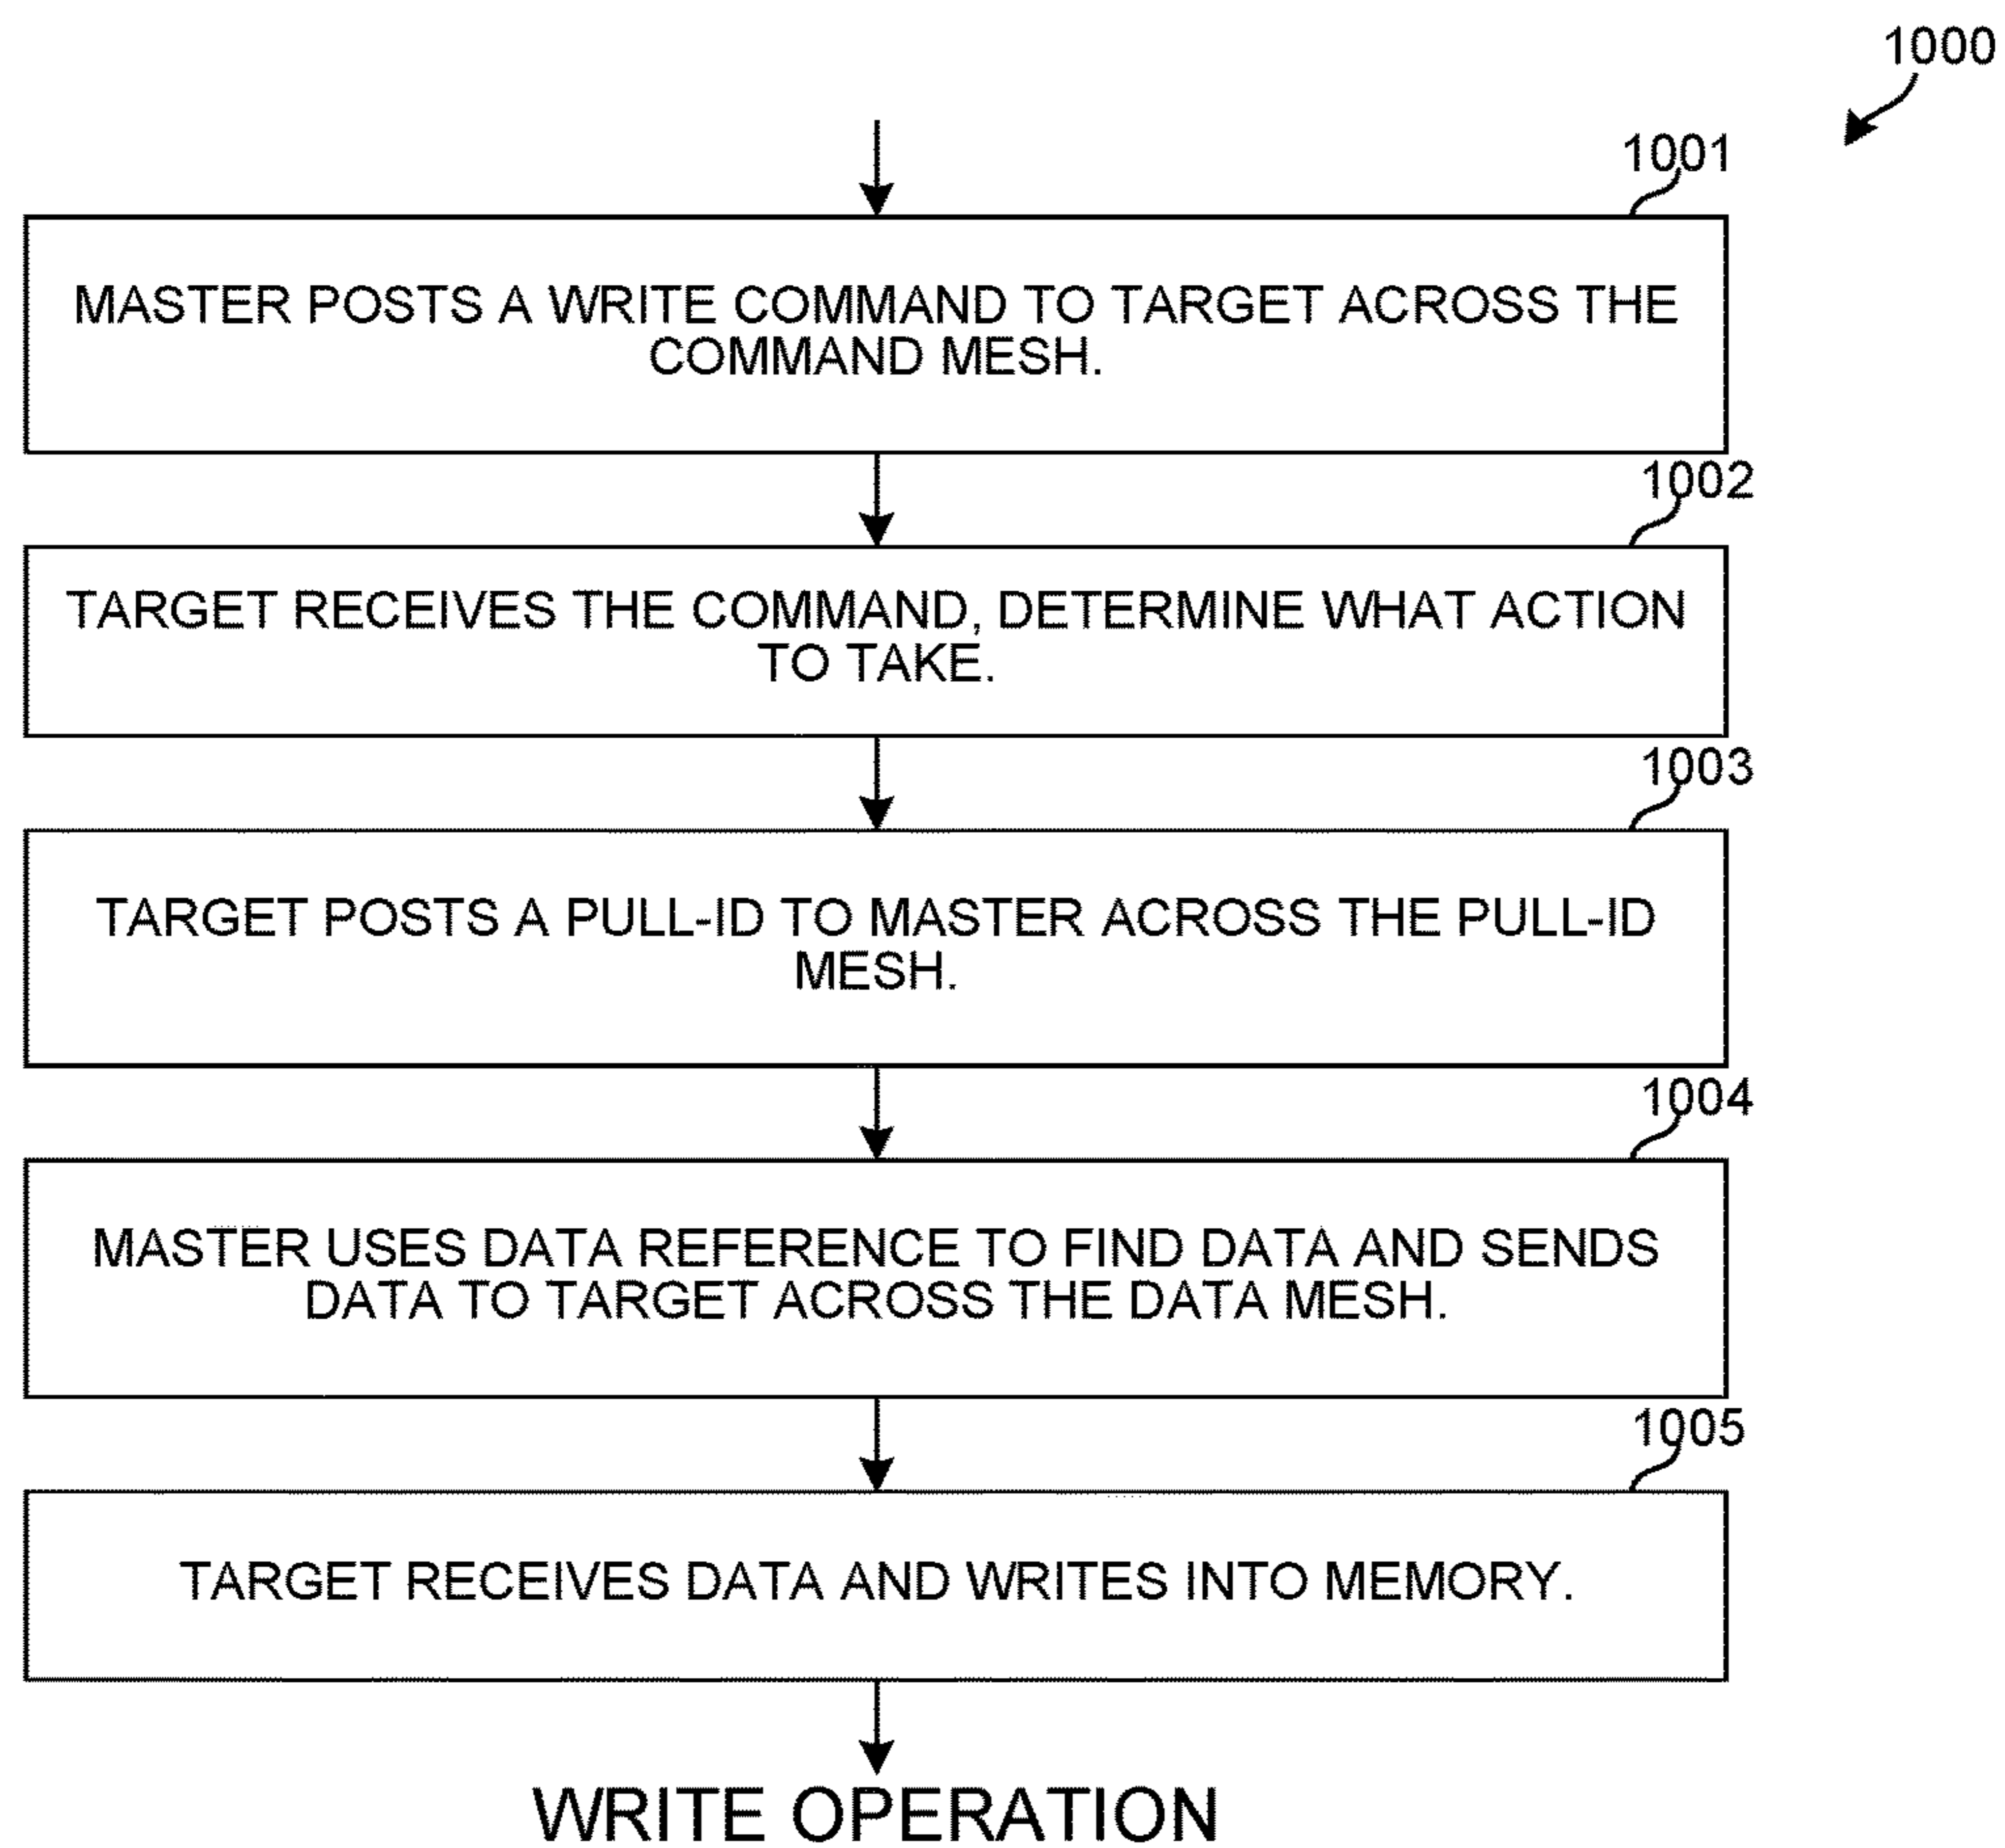 1000
1001
MASTER POSTS A WRITE COMMAND TO TARGET ACROSS THE
COMMAND MESH.
1002
TARGET RECEIVES THE COMMAND, DETERMINE WHAT ACTION
TO TAKE.
1003
TARGET POSTS A PULL-ID TO MASTER ACROSS THE PULL-ID
MESH.
1004
MASTER USES DATA REFERENCE TO FIND DATA AND SENDS
DATA TO TARGET ACROSS THE DATA MESH.
1005
TARGET RECEIVES DATA AND WRITES INTO MEMORY.
WRITE OPERATION